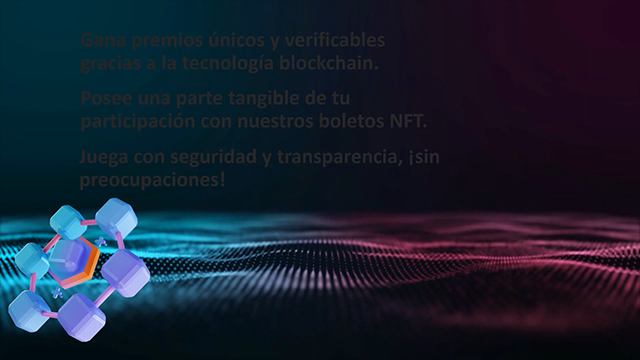 Gana premios únicos y verificables
gracias a la tecnología blockchain.
Posee una parte tangible de tu
participación con nuestros boletos NFT.
Juega con seguridad y transparencia, ¡sin
preocupaciones!